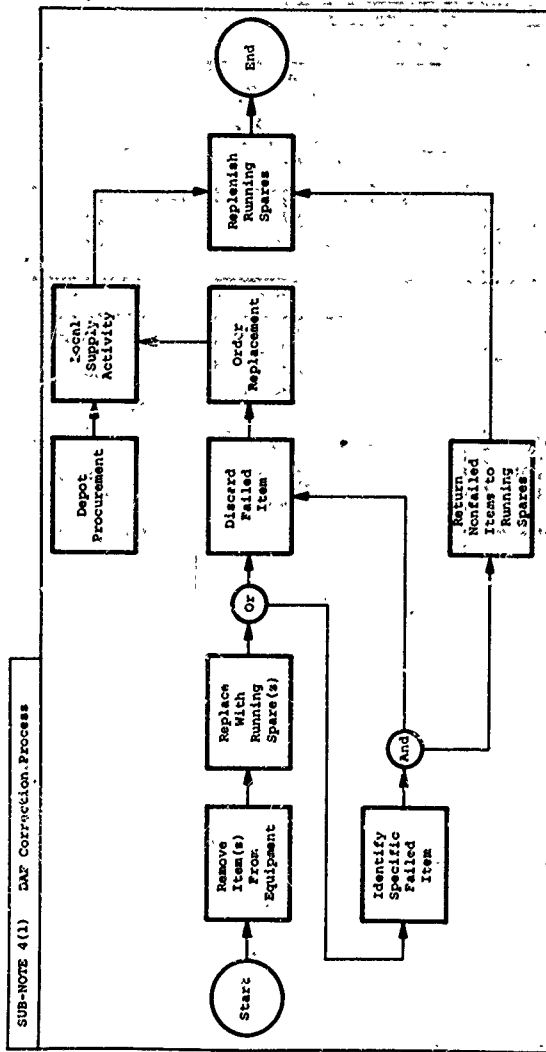 SUB-NOTE 4(1) DAF Correction Process
Start
Remove
Item(s)
From
Equipment
Replace
With
Running
Spare(s)
Or
Discard
Failed
Item
Order
Replacement
Depot
Procurement
Local
Supply
Activity
Replenish
Running
Spares
End
Identify
Specific
Failed
Item
And
Return
Nonfailed
Items to
Running
Spares